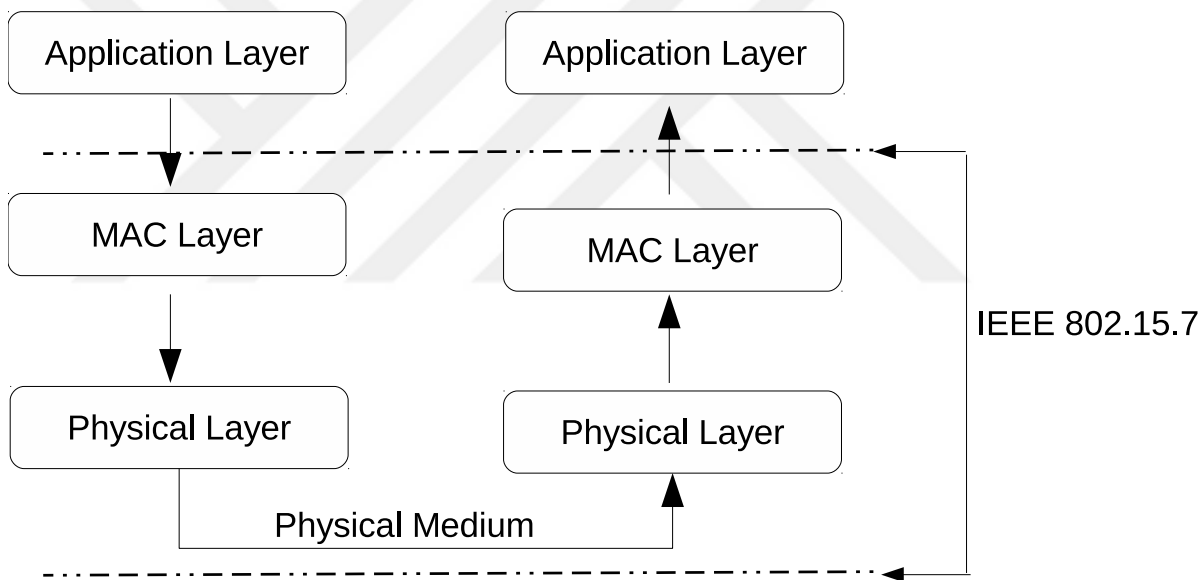 Application Layer
Application Layer
MAC Layer
MAC Layer
IEEE 802.15.7
Physical Layer
Physical Layer
Physical Medium